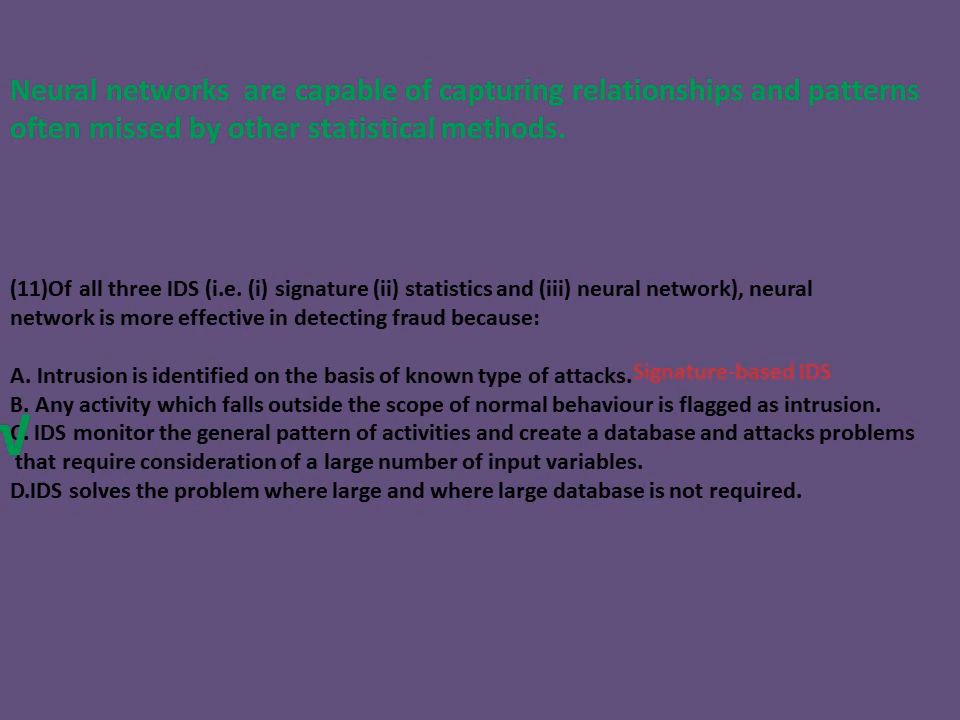 Neural networks are capable of capturing relationships and patterns
often missed by other statistical methods.
(11)Of all three IDS (i.e. (i) signature (ii) statistics and (iii) neural network), neural
network is more effective in detecting fraud because:
A. Intrusion is identified on the basis of known type of attacks. Signature-based IDS
B. Any activity which falls outside the scope of normal behaviour is flagged as intrusion.
√ C. IDS monitor the general pattern of activities and create a database and attacks problems
that require consideration of a large number of input variables.
D.IDS solves the problem where large and where large database is not required.